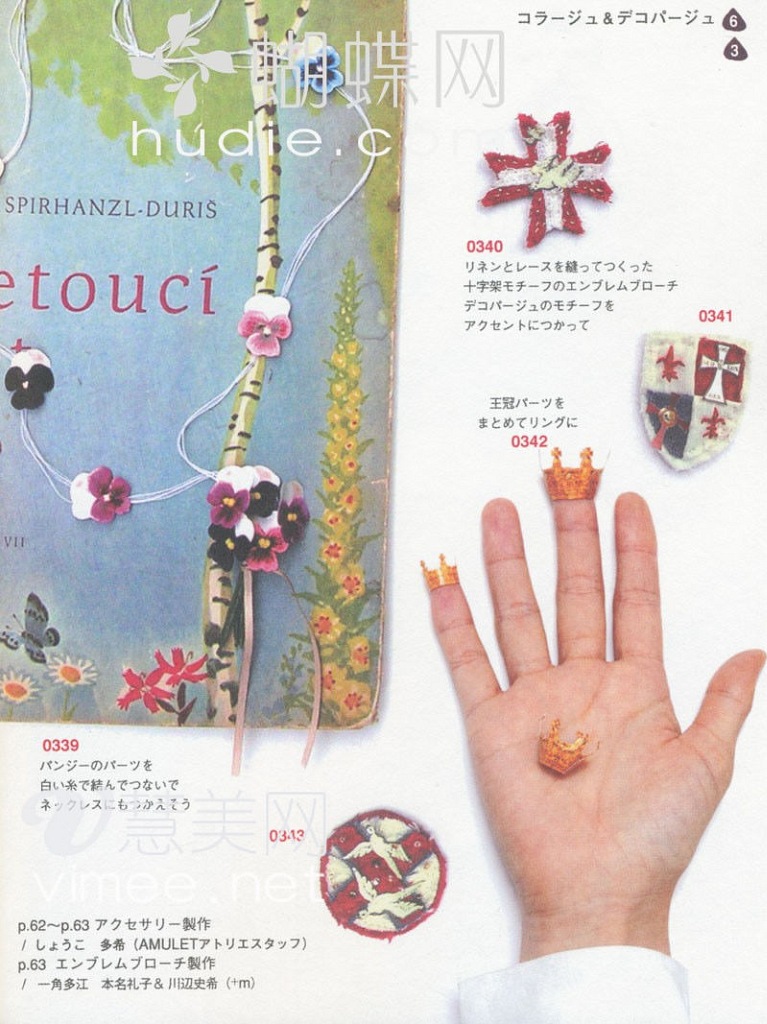 コラージュ＆デコパージュ 6
3
蝴蝶网
hudie.com
SPIRHANZL-DURIŠ
etoucí
VII
0340
リネンとレースを縫ってつくった
十字架モチーフのエンブレムブローチ
デコパージュのモチーフを
アクセントにつかって
0341
王冠パーツを
まとめてリングに
0342
0339
パンジーのパーツを
白い糸で結んでつないで
ネックレスにもつかえそう
慧美网
vimee.net
0343
p.62〜p.63 アクセサリー製作
/ しょうこ 多希（AMULETアトリエスタッフ）
p.63 エンブレムブローチ製作
/ 一角多江 本名礼子＆川辺史希（+m）